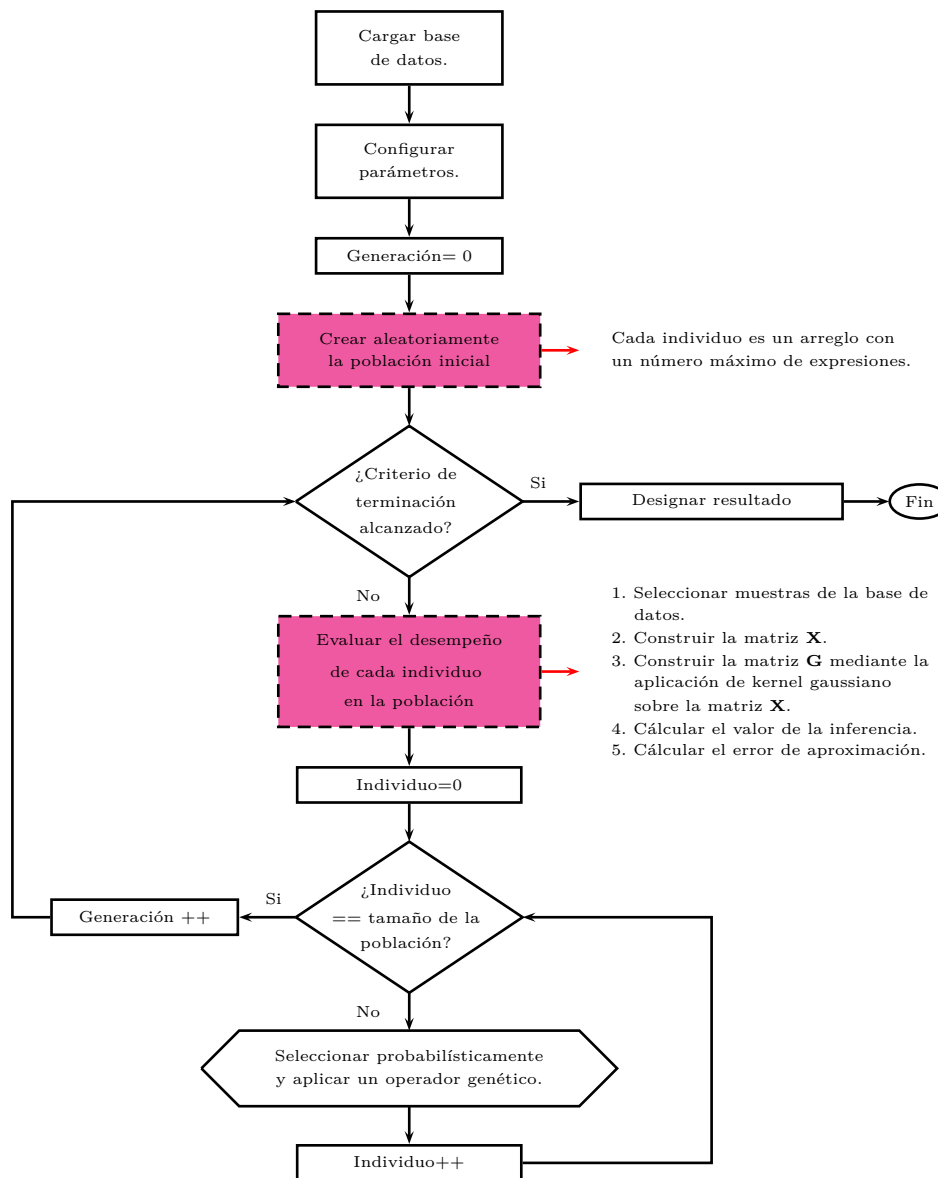 Cargar base
de datos.
Configurar
parámetros.
Generación= 0
Crear aleatoriamente
la población inicial
Cada individuo es un arreglo con
un número máximo de expresiones.
¿Criterio de
terminación
alcanzado?
Si
Designar resultado
Fin
No
Evaluar el desempeño
de cada individuo
en la población
1. Seleccionar muestras de la base de
datos.
2. Construir la matriz X.
3. Construir la matriz G mediante la
aplicación de kernel gaussiano
sobre la matriz X.
4. Cálcular el valor de la inferencia.
5. Cálcular el error de aproximación.
Individuo=0
¿Individuo
== tamaño de la
población?
Si
Generación ++
No
Seleccionar probabilísticamente
y aplicar un operador genético.
Individuo++